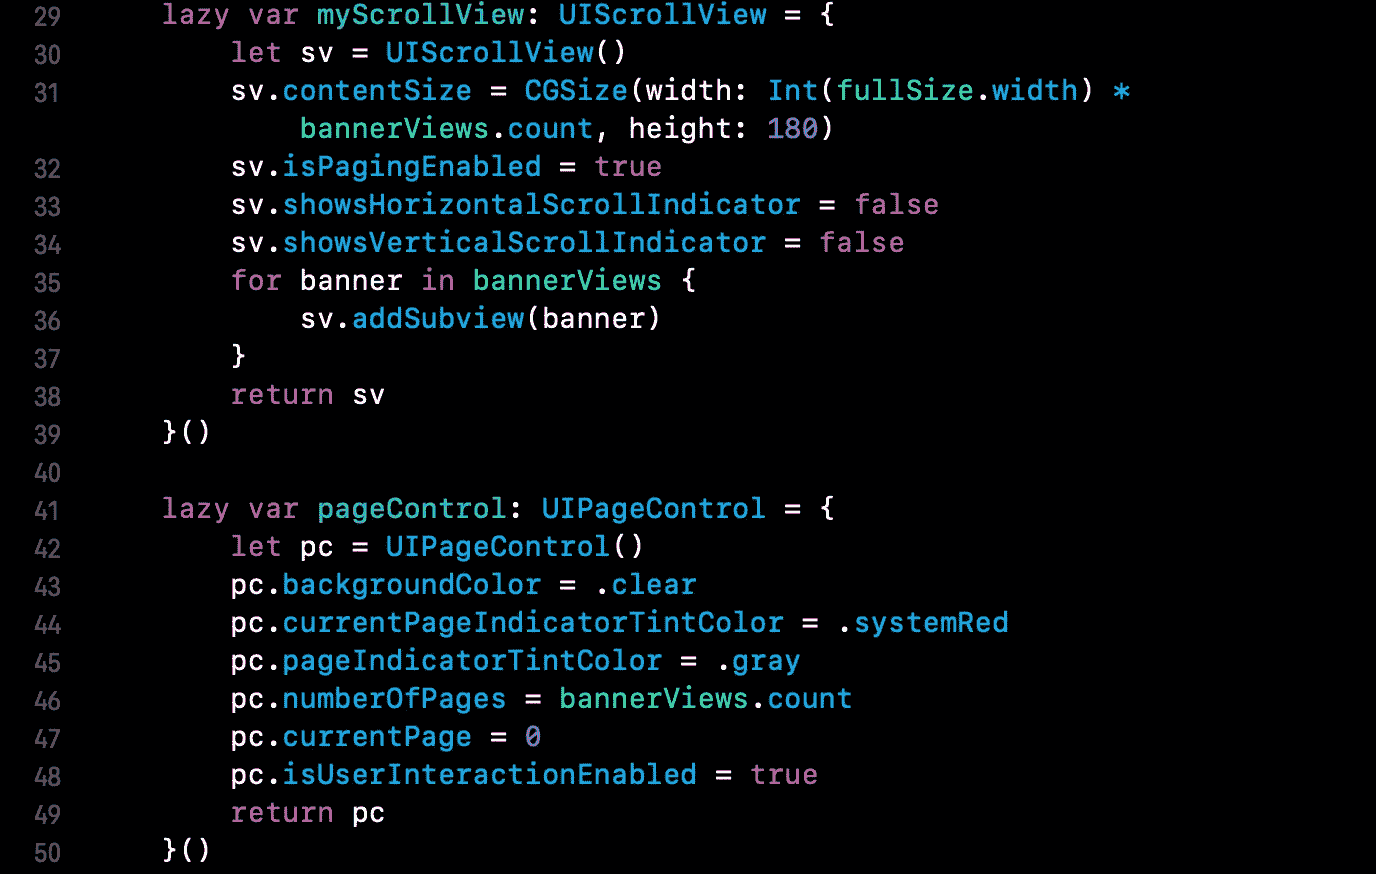 29 lazy var myScrollView: UIScrollView = {
30 let sv = UIScrollView()
31 sv.contentSize = CGSize(width: Int(fullSize.width) *
bannerViews.count, height: 180)
32 sv.isPagingEnabled = true
33 sv.showsHorizontalScrollIndicator = false
34 sv.showsVerticalScrollIndicator = false
35 for banner in bannerViews {
36 sv.addSubview(banner)
37 }
38 return sv
39 }()
40
41 lazy var pageControl: UIPageControl = {
42 let pc = UIPageControl()
43 pc.backgroundColor = .clear
44 pc.currentPageIndicatorTintColor = .systemRed
45 pc.pageIndicatorTintColor = .gray
46 pc.numberOfPages = bannerViews.count
47 pc.currentPage = 0
48 pc.isUserInteractionEnabled = true
49 return pc
50 }()